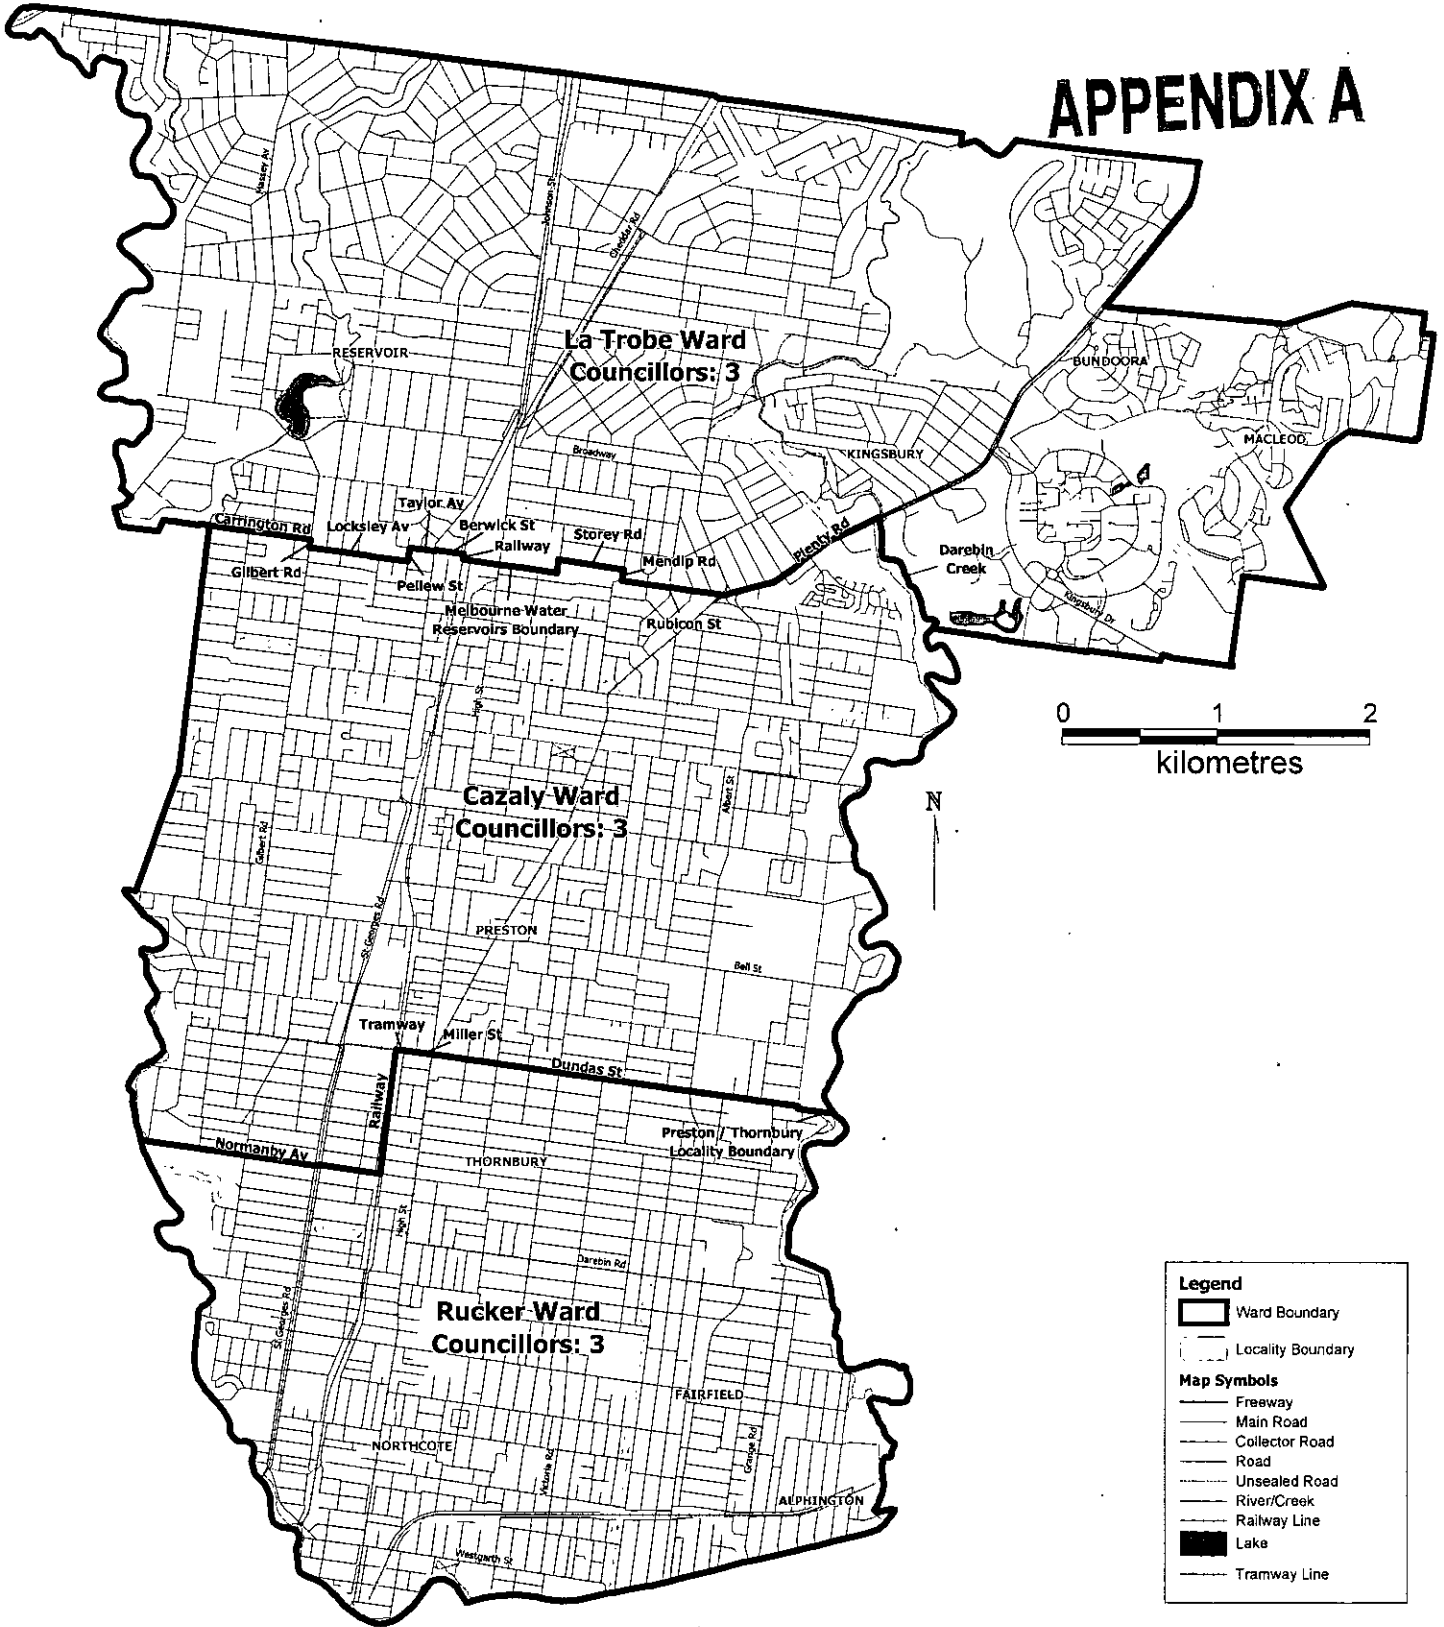 APPENDIX A
Massey Av
Johnson St
Cheddar Rd
La Trobe Ward
Councillors: 3
RESERVOIR
BUNDOORA
MACLEOD
KINGSBURY
Broadway
Taylor Av
Carrington Rd
Locksley Av
Berwick St
Storey Rd
Plenty Rd
Railway
Mendip Rd
Darebin
Creek
Gilbert Rd
Pellew St
Kingsbury Dr
Melbourne Water
Reservoirs Boundary
Rubicon St
High St
0 1 2
kilometres
N
Albert St
Cazaly Ward
Councillors: 3
Gilbert Rd
St Georges Rd
PRESTON
Bell St
Tramway
Miller St
Dundas St
Railway
Preston / Thornbury
Locality Boundary
Normanby Av
THORNBURY
High St
Darebin Rd
St Georges Rd
Rucker Ward
Councillors: 3
FAIRFIELD
NORTHCOTE
Victoria Rd
Grange Rd
ALPHINGTON
Westgarth St
Legend
Ward Boundary
Locality Boundary
Map Symbols
Freeway
Main Road
Collector Road
Road
Unsealed Road
River/Creek
Railway Line
Lake
Tramway Line